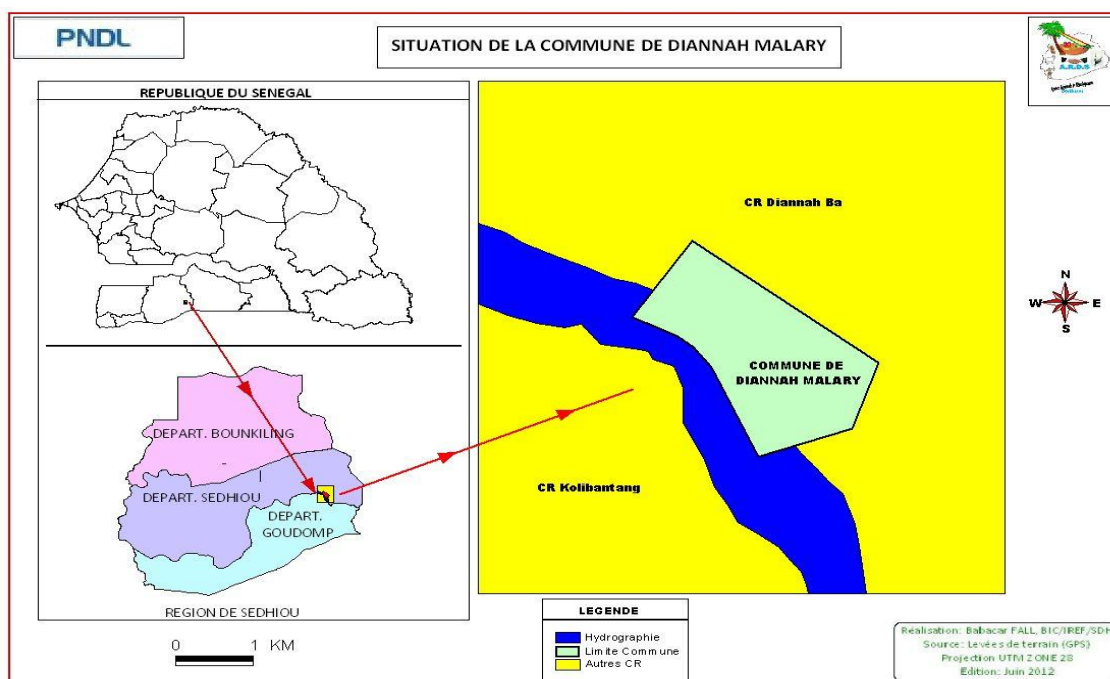 PNDL
SITUATION DE LA COMMUNE DE DIANNAH MALARY
A.R.D.S
REPUBLIQUE DU SENEGAL
DEPART. BOUNKILING
DEPART. SEDHIOU
DEPART.
GOUDOMP
REGION DE SEDHIOU
0 1 KM
CR Diannah Ba
COMMUNE DE
DIANNAH MALARY
CR Kolibantang
N
W E
S
LEGENDE
Hydrographie
Limite Commune
Autres CR
Réalisation: Babacar FALL, BIC/IREF/SDH
Source: Levées de terrain (GPS)
Projection UTM ZONE 28
Edition: Juin 2012